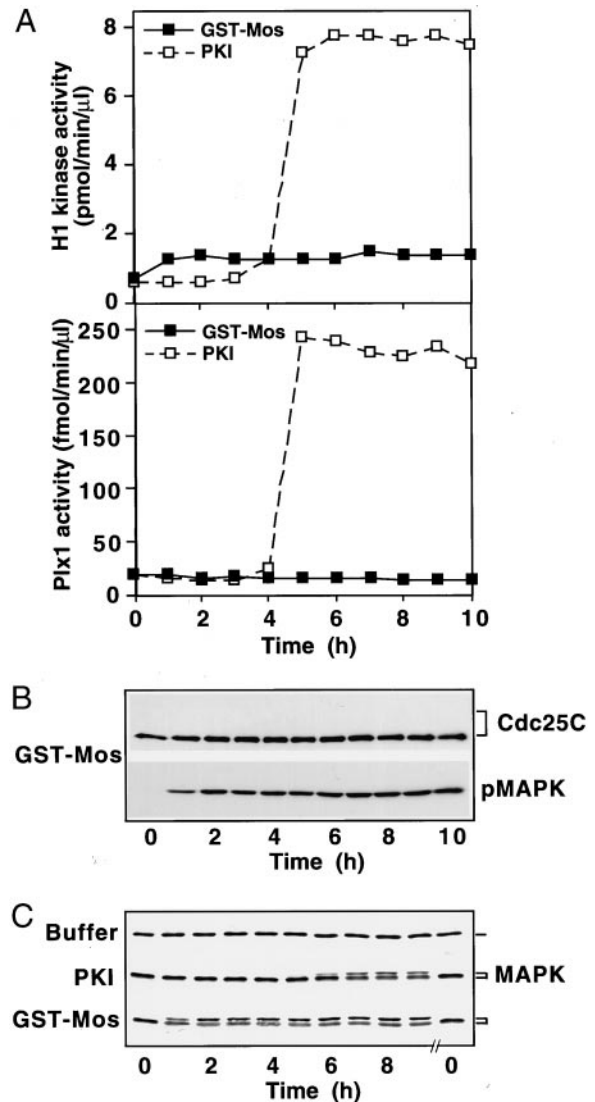 A
GST-Mos
PKI
H1 kinase activity
(pmol/min/µl)
8
6
4
2
0
GST-Mos
PKI
Plx1 activity (fmol/min/µl)
250
200
150
100
50
0
0 2 4 6 8 10
Time (h)
B
GST-Mos
Cdc25C
pMAPK
0 2 4 6 8 10
Time (h)
C
Buffer
PKI
MAPK
GST-Mos
0 2 4 6 8 0
Time (h)